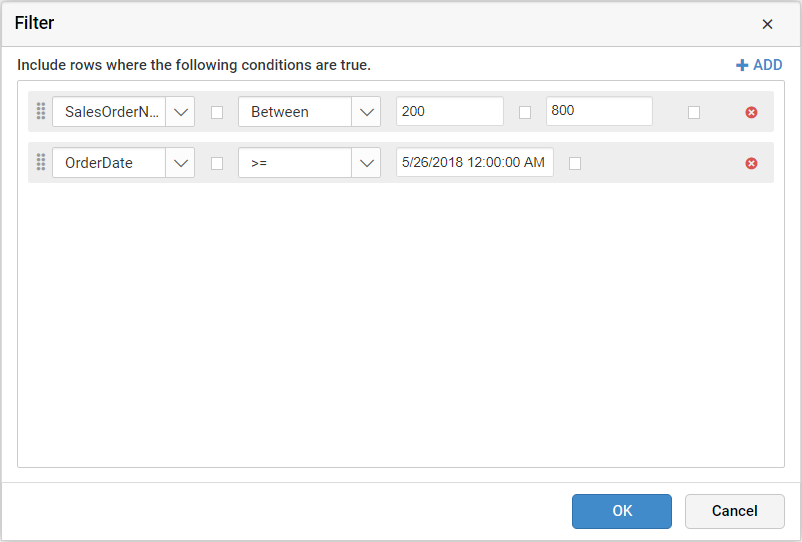 Filter
Include rows where the following conditions are true.
ADD
SalesOrderN... Between 200 800
OrderDate >= 5/26/2018 12:00:00 AM
OK Cancel